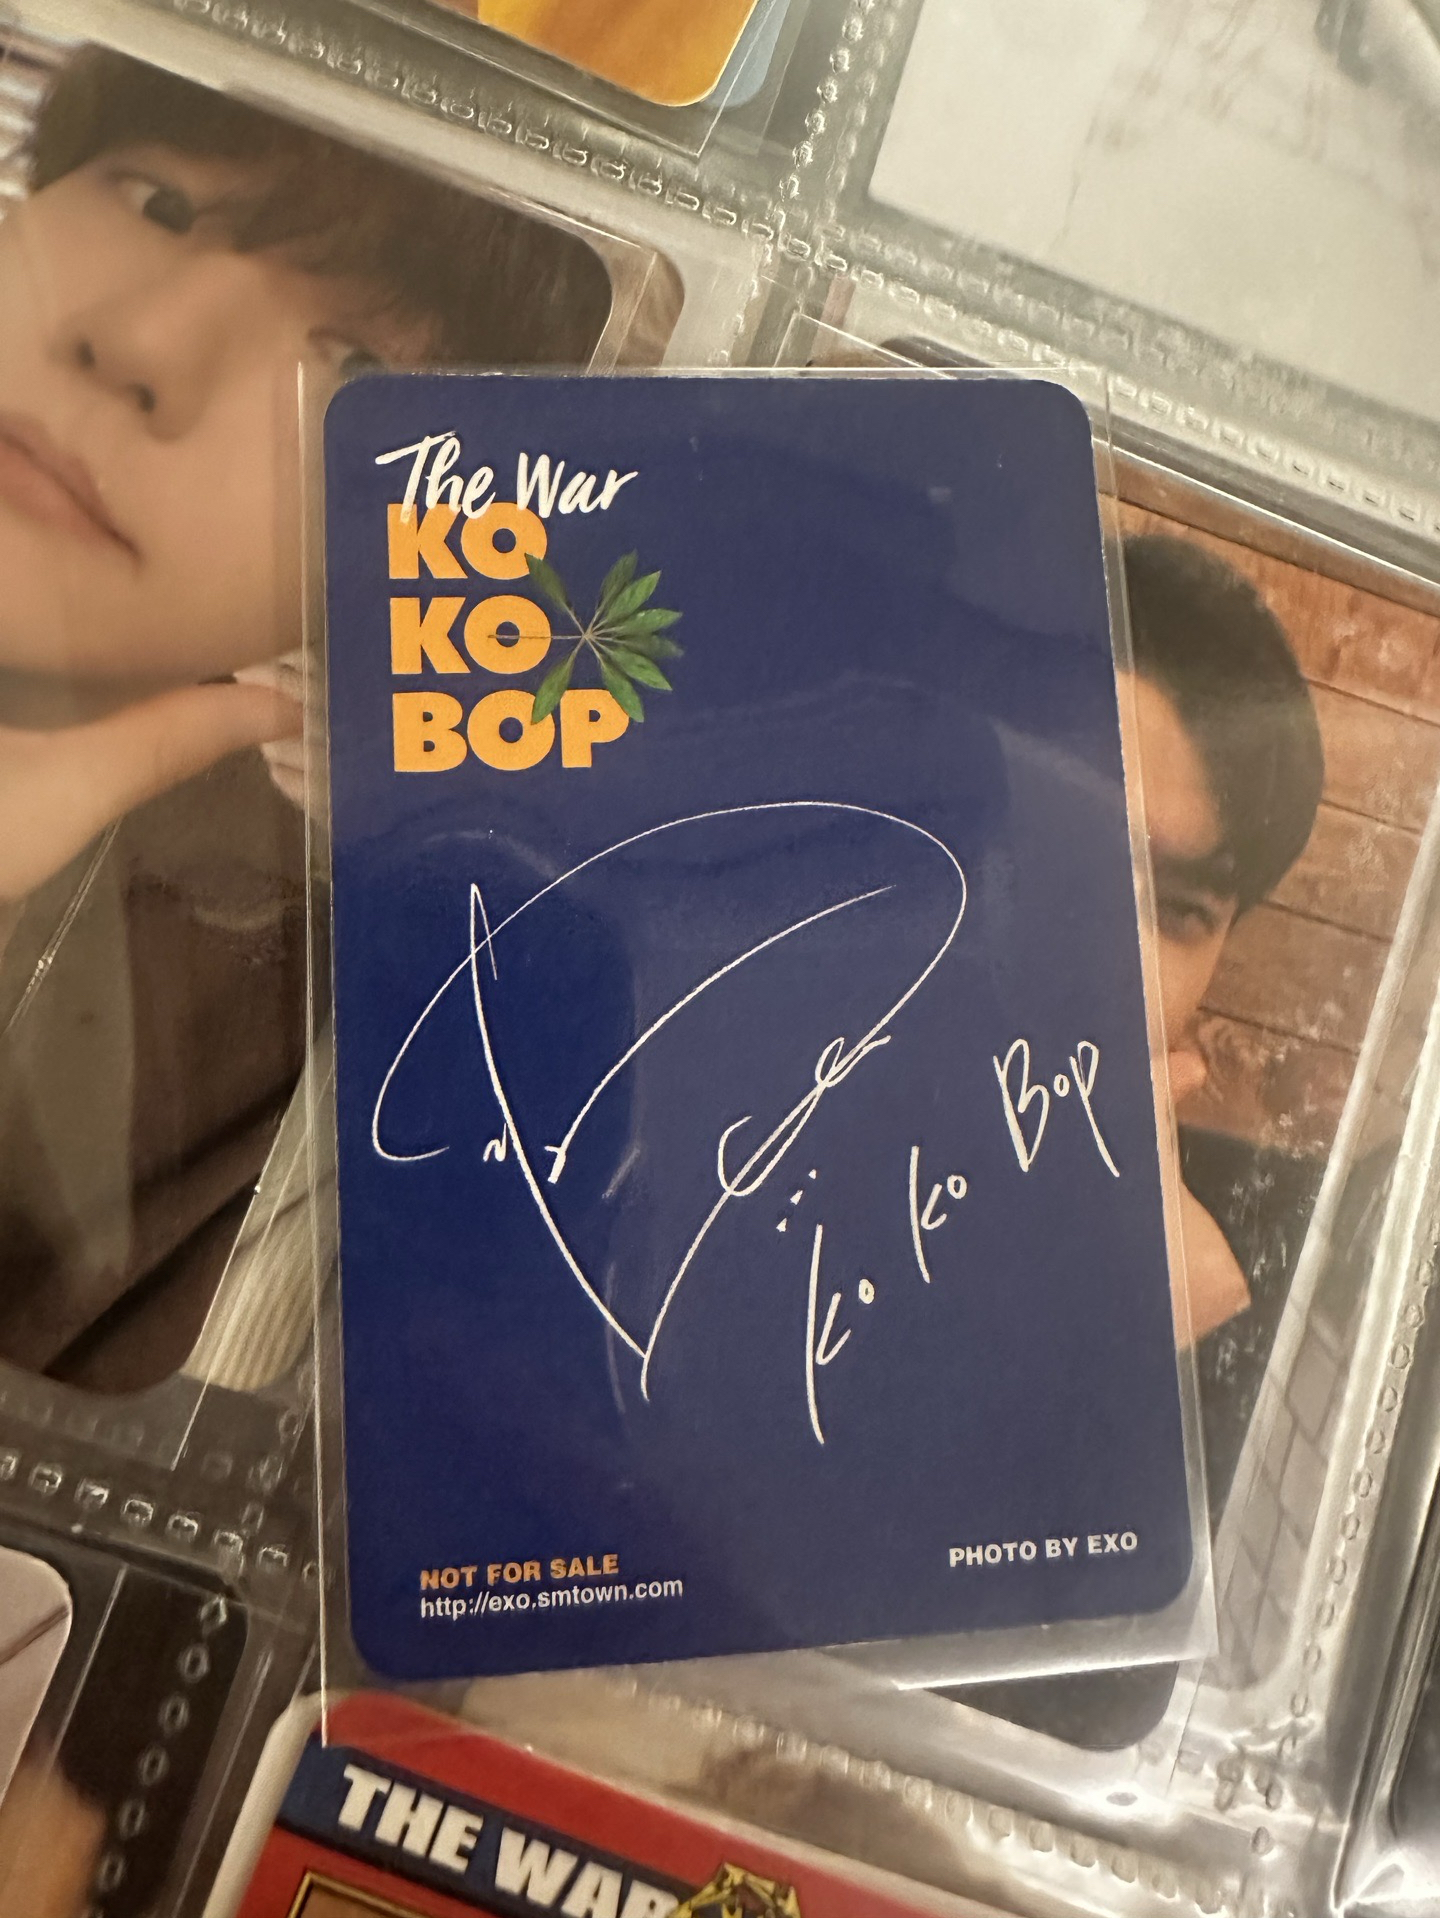 The War
KO
KO
BOP
Ko Ko Bop
NOT FOR SALE
http://exo.smtown.com
PHOTO BY EXO
THE WAR